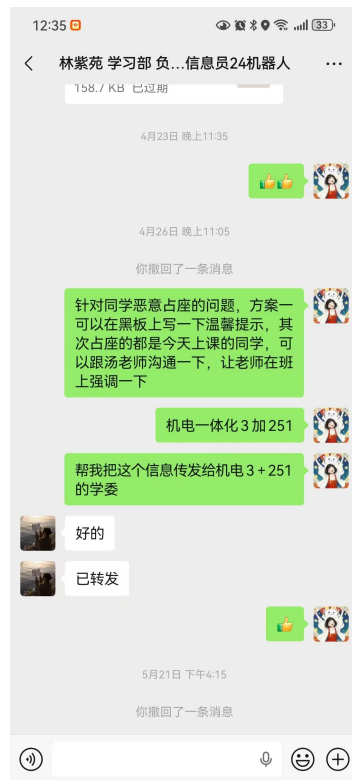 12:35
33
林紫苑 学习部 负...信息员24机器人
158.7 KB 已过期
4月23日 晚上11:35
👍👍
4月26日 晚上11:05
你撤回了一条消息
针对同学恶意占座的问题，方案一
可以在黑板上写一下温馨提示，其
次占座的都是今天上课的同学，可
以跟汤老师沟通一下，让老师在班
上强调一下
机电一体化3加251
帮我把这个信息传发给机电3+251
的学委
好的
已转发
👍
5月21日 下午4:15
你撤回了一条消息